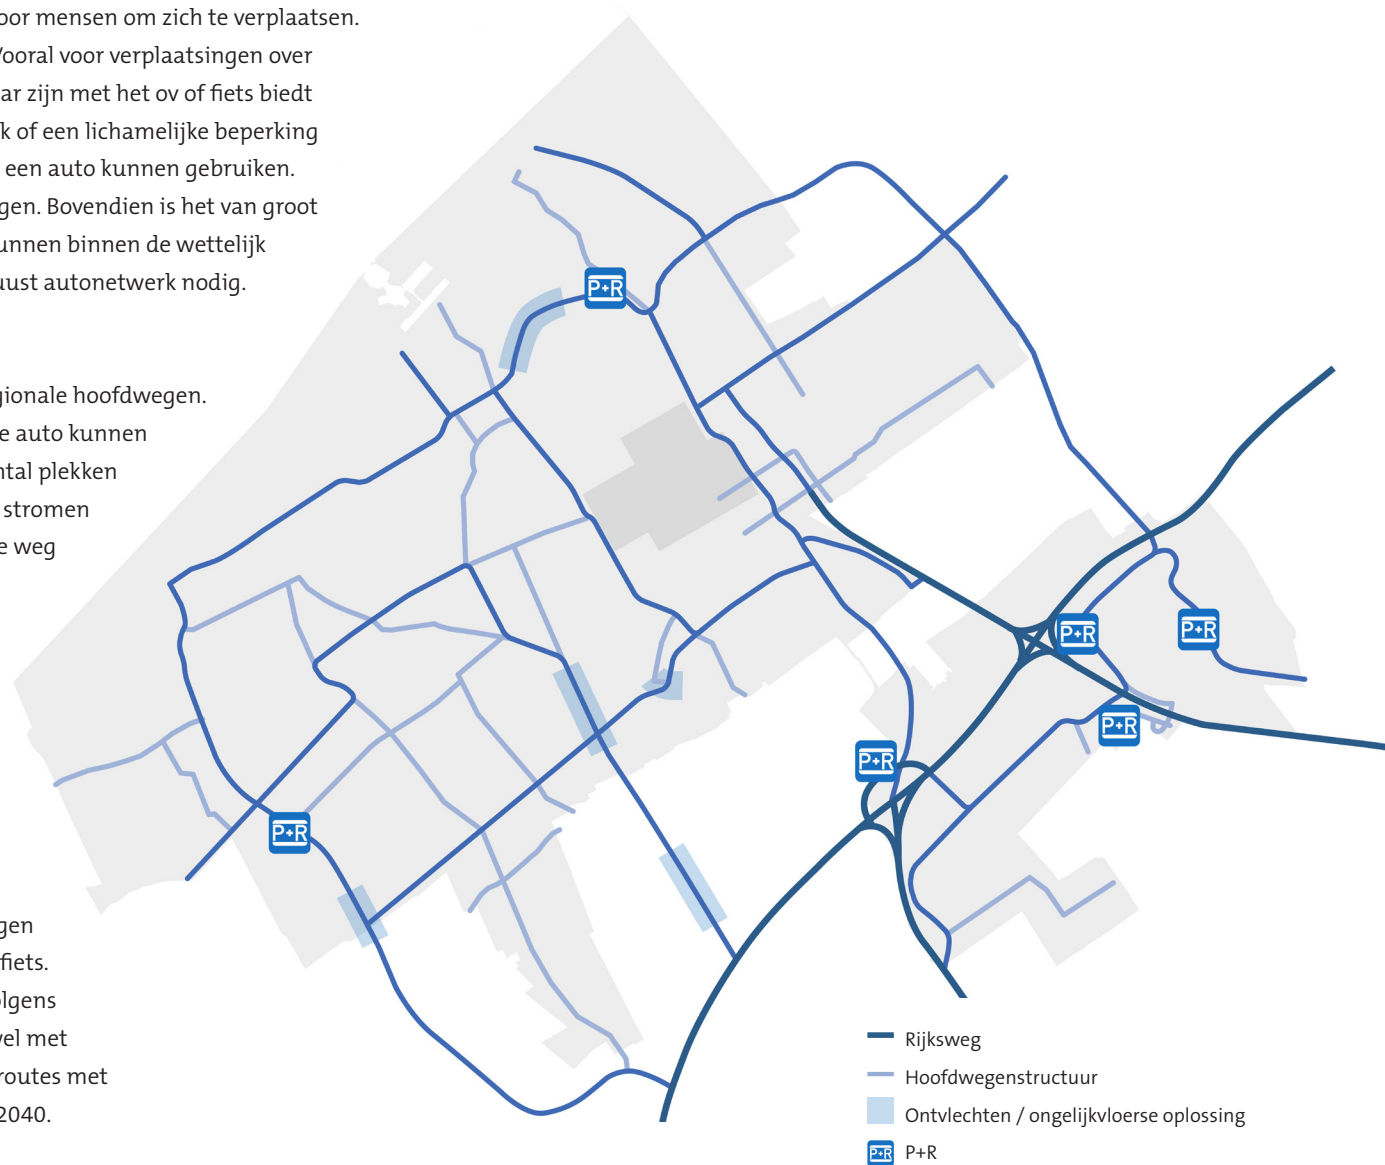 oor mensen om zich te verplaatsen.
Vooral voor verplaatsingen over
ar zijn met het ov of fiets biedt
k of een lichamelijke beperking
een auto kunnen gebruiken.
gen. Bovendien is het van groot
unnen binnen de wettelijk
uust autonetwerk nodig.
gionale hoofdwegen.
e auto kunnen
ntal plekken
stromen
e weg
gen
fiets.
olgens
vel met
routes met
2040.
P+R
P+R
P+R
P+R
P+R
P+R
Rijksweg
Hoofdwegenstructuur
Ontvlechten / ongelijkvloerse oplossing
P+R P+R